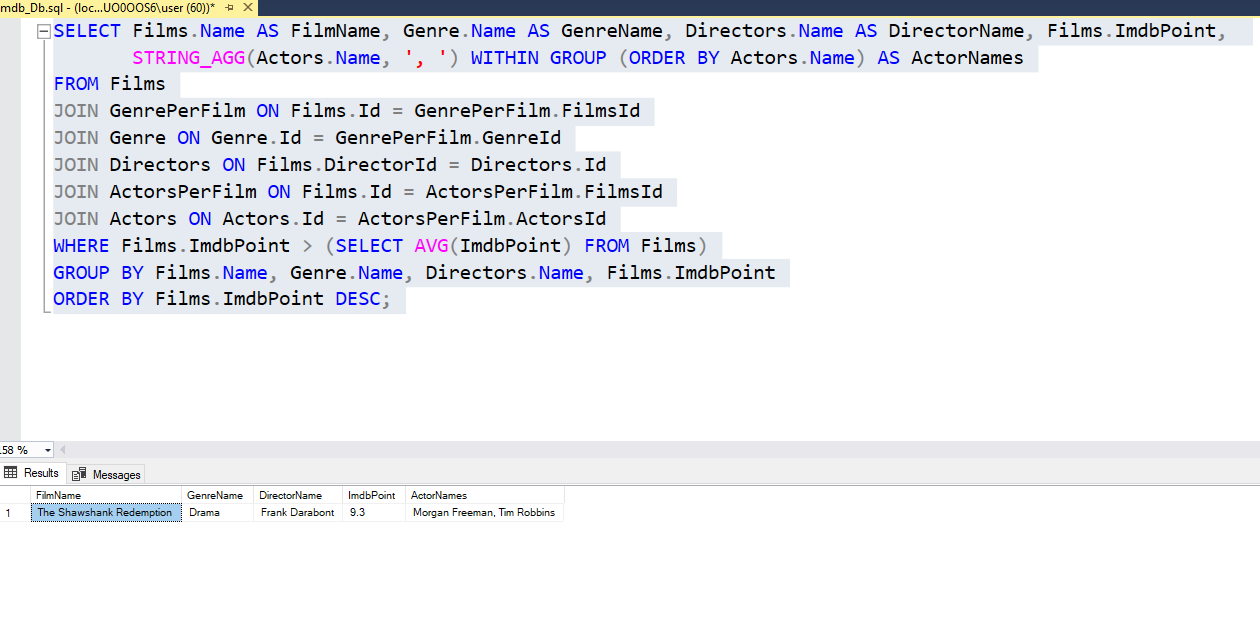 mdb_Db.sql - (loc...UO0OOS6\user (60))*
SELECT Films.Name AS FilmName, Genre.Name AS GenreName, Directors.Name AS DirectorName, Films.ImdbPoint,
STRING_AGG(Actors.Name, ', ') WITHIN GROUP (ORDER BY Actors.Name) AS ActorNames
FROM Films
JOIN GenrePerFilm ON Films.Id = GenrePerFilm.FilmsId
JOIN Genre ON Genre.Id = GenrePerFilm.GenreId
JOIN Directors ON Films.DirectorId = Directors.Id
JOIN ActorsPerFilm ON Films.Id = ActorsPerFilm.FilmsId
JOIN Actors ON Actors.Id = ActorsPerFilm.ActorsId
WHERE Films.ImdbPoint > (SELECT AVG(ImdbPoint) FROM Films)
GROUP BY Films.Name, Genre.Name, Directors.Name, Films.ImdbPoint
ORDER BY Films.ImdbPoint DESC;
58 %
Results Messages
FilmName GenreName DirectorName ImdbPoint ActorNames
1 The Shawshank Redemption Drama Frank Darabont 9.3 Morgan Freeman, Tim Robbins